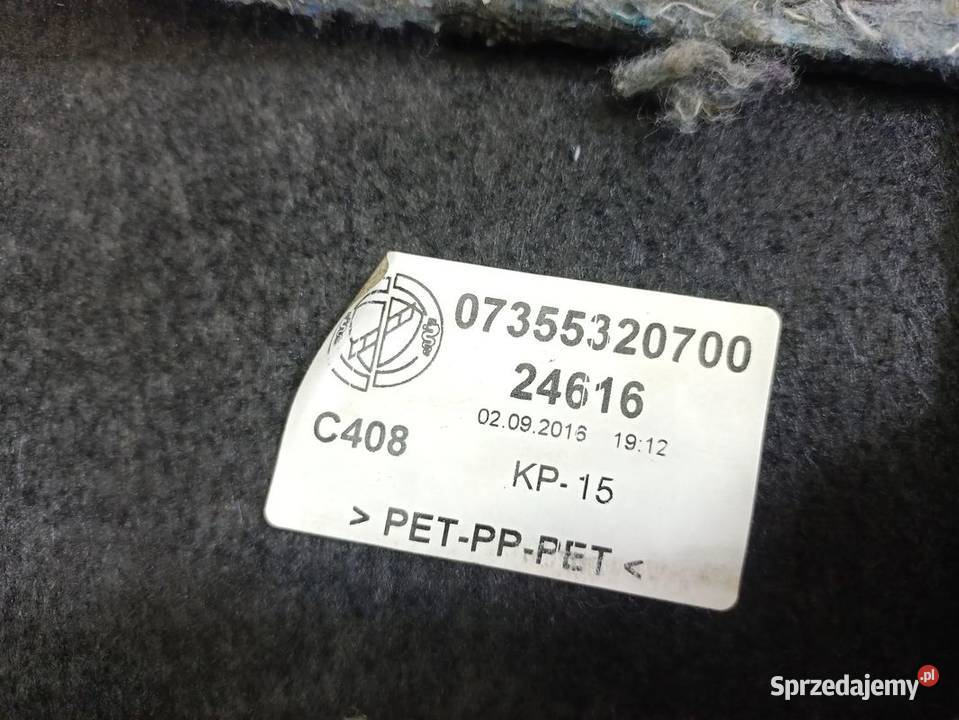 07355320700
24616
02.09.2016 19:12
C408
KP-15
> PET-PP-PET <
Sprzedajemy.pl